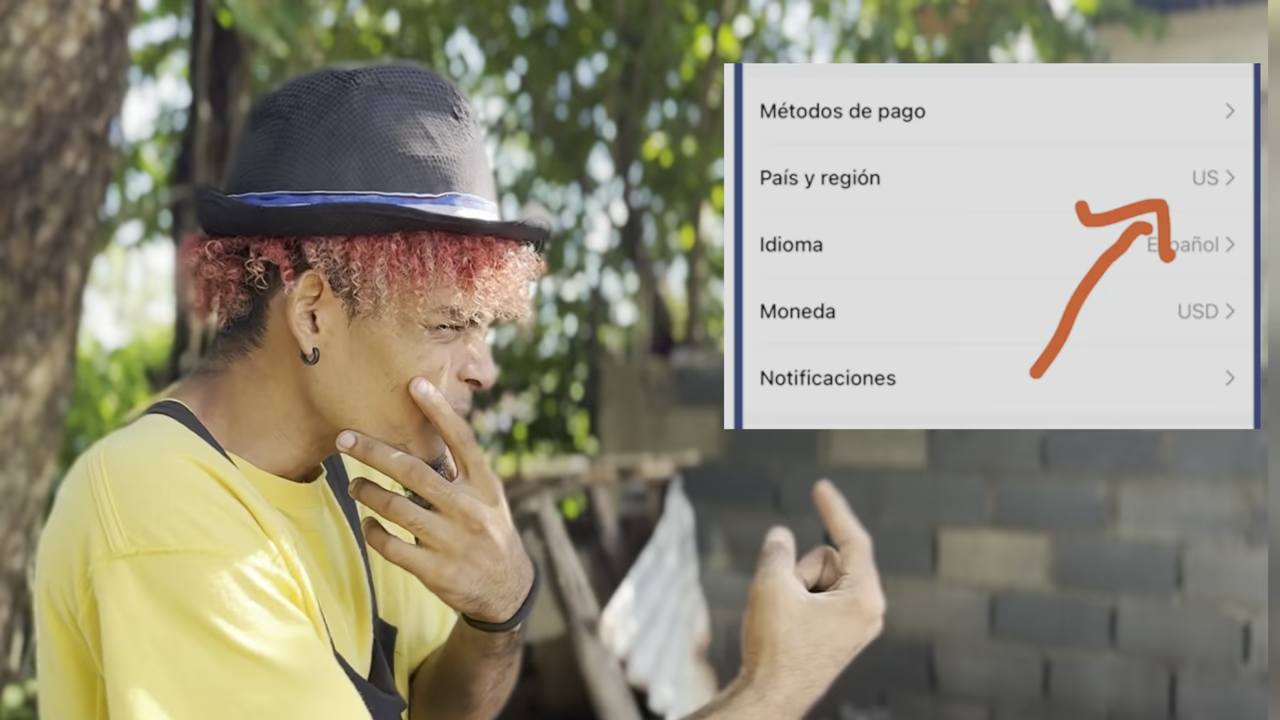 Métodos de pago
País y región US
Idioma Español
Moneda USD
Notificaciones